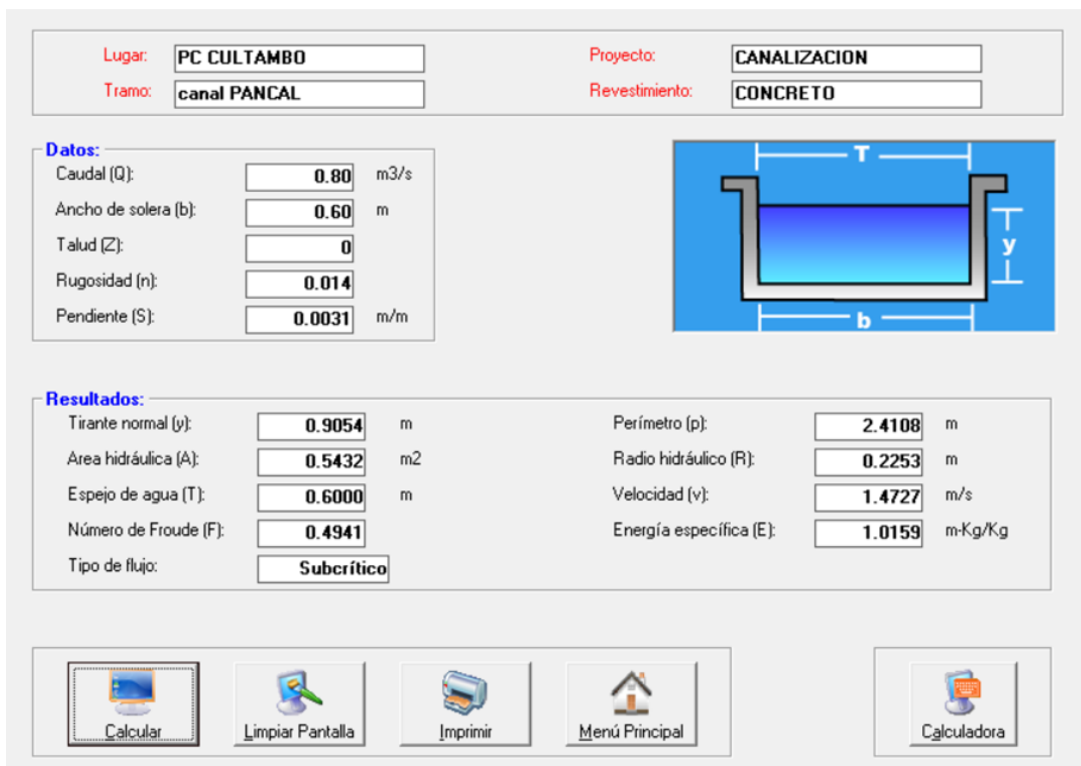 Lugar: PC CULTAMBO Proyecto: CANALIZACION
Tramo: canal PANCAL Revestimiento: CONCRETO
Datos:
Caudal (Q): 0.80 m3/s
Ancho de solera (b): 0.60 m
Talud (Z): 0
Rugosidad (n): 0.014
Pendiente (S): 0.0031 m/m
T
y
b
Resultados:
Tirante normal (y): 0.9054 m Perímetro (p): 2.4108 m
Area hidráulica (A): 0.5432 m2 Radio hidráulico (R): 0.2253 m
Espejo de agua (T): 0.6000 m Velocidad (v): 1.4727 m/s
Número de Froude (F): 0.4941 Energía específica (E): 1.0159 m-Kg/Kg
Tipo de flujo: Subcrítico
Calcular Limpiar Pantalla Imprimir Menú Principal Calculadora